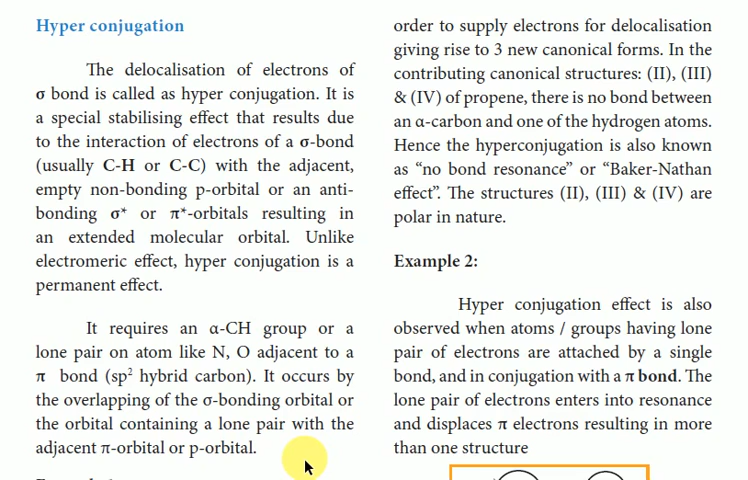 Hyper conjugation
The delocalisation of electrons of
σ bond is called as hyper conjugation. It is
a special stabilising effect that results due
to the interaction of electrons of a σ-bond
(usually C-H or C-C) with the adjacent,
empty non-bonding p-orbital or an anti-
bonding σ* or π*-orbitals resulting in
an extended molecular orbital. Unlike
electromeric effect, hyper conjugation is a
permanent effect.
It requires an α-CH group or a
lone pair on atom like N, O adjacent to a
π bond (sp² hybrid carbon). It occurs by
the overlapping of the σ-bonding orbital or
the orbital containing a lone pair with the
adjacent π-orbital or p-orbital.
order to supply electrons for delocalisation
giving rise to 3 new canonical forms. In the
contributing canonical structures: (II), (III)
& (IV) of propene, there is no bond between
an α-carbon and one of the hydrogen atoms.
Hence the hyperconjugation is also known
as “no bond resonance” or “Baker-Nathan
effect”. The structures (II), (III) & (IV) are
polar in nature.
Example 2:
Hyper conjugation effect is also
observed when atoms / groups having lone
pair of electrons are attached by a single
bond, and in conjugation with a π bond. The
lone pair of electrons enters into resonance
and displaces π electrons resulting in more
than one structure